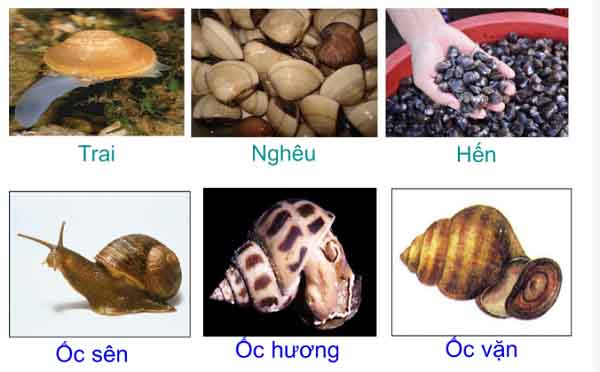 Trai
Nghêu
Hến
Ốc sên
Ốc hương
Ốc vặn